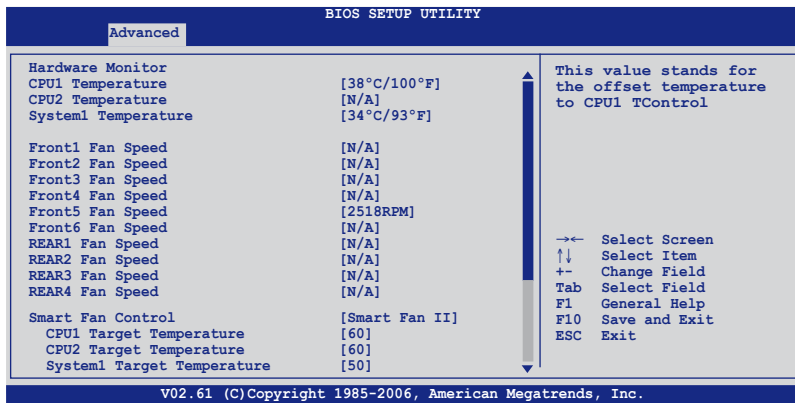 BIOS SETUP UTILITY
Advanced
Hardware Monitor
CPU1 Temperature [38°C/100°F]
CPU2 Temperature [N/A]
System1 Temperature [34°C/93°F]
Front1 Fan Speed [N/A]
Front2 Fan Speed [N/A]
Front3 Fan Speed [N/A]
Front4 Fan Speed [N/A]
Front5 Fan Speed [2518RPM]
Front6 Fan Speed [N/A]
REAR1 Fan Speed [N/A]
REAR2 Fan Speed [N/A]
REAR3 Fan Speed [N/A]
REAR4 Fan Speed [N/A]
Smart Fan Control [Smart Fan II]
CPU1 Target Temperature [60]
CPU2 Target Temperature [60]
System1 Target Temperature [50]
This value stands for
the offset temperature
to CPU1 TControl
→← Select Screen
↑↓ Select Item
+- Change Field
Tab Select Field
F1 General Help
F10 Save and Exit
ESC Exit
V02.61 (C)Copyright 1985-2006, American Megatrends, Inc.